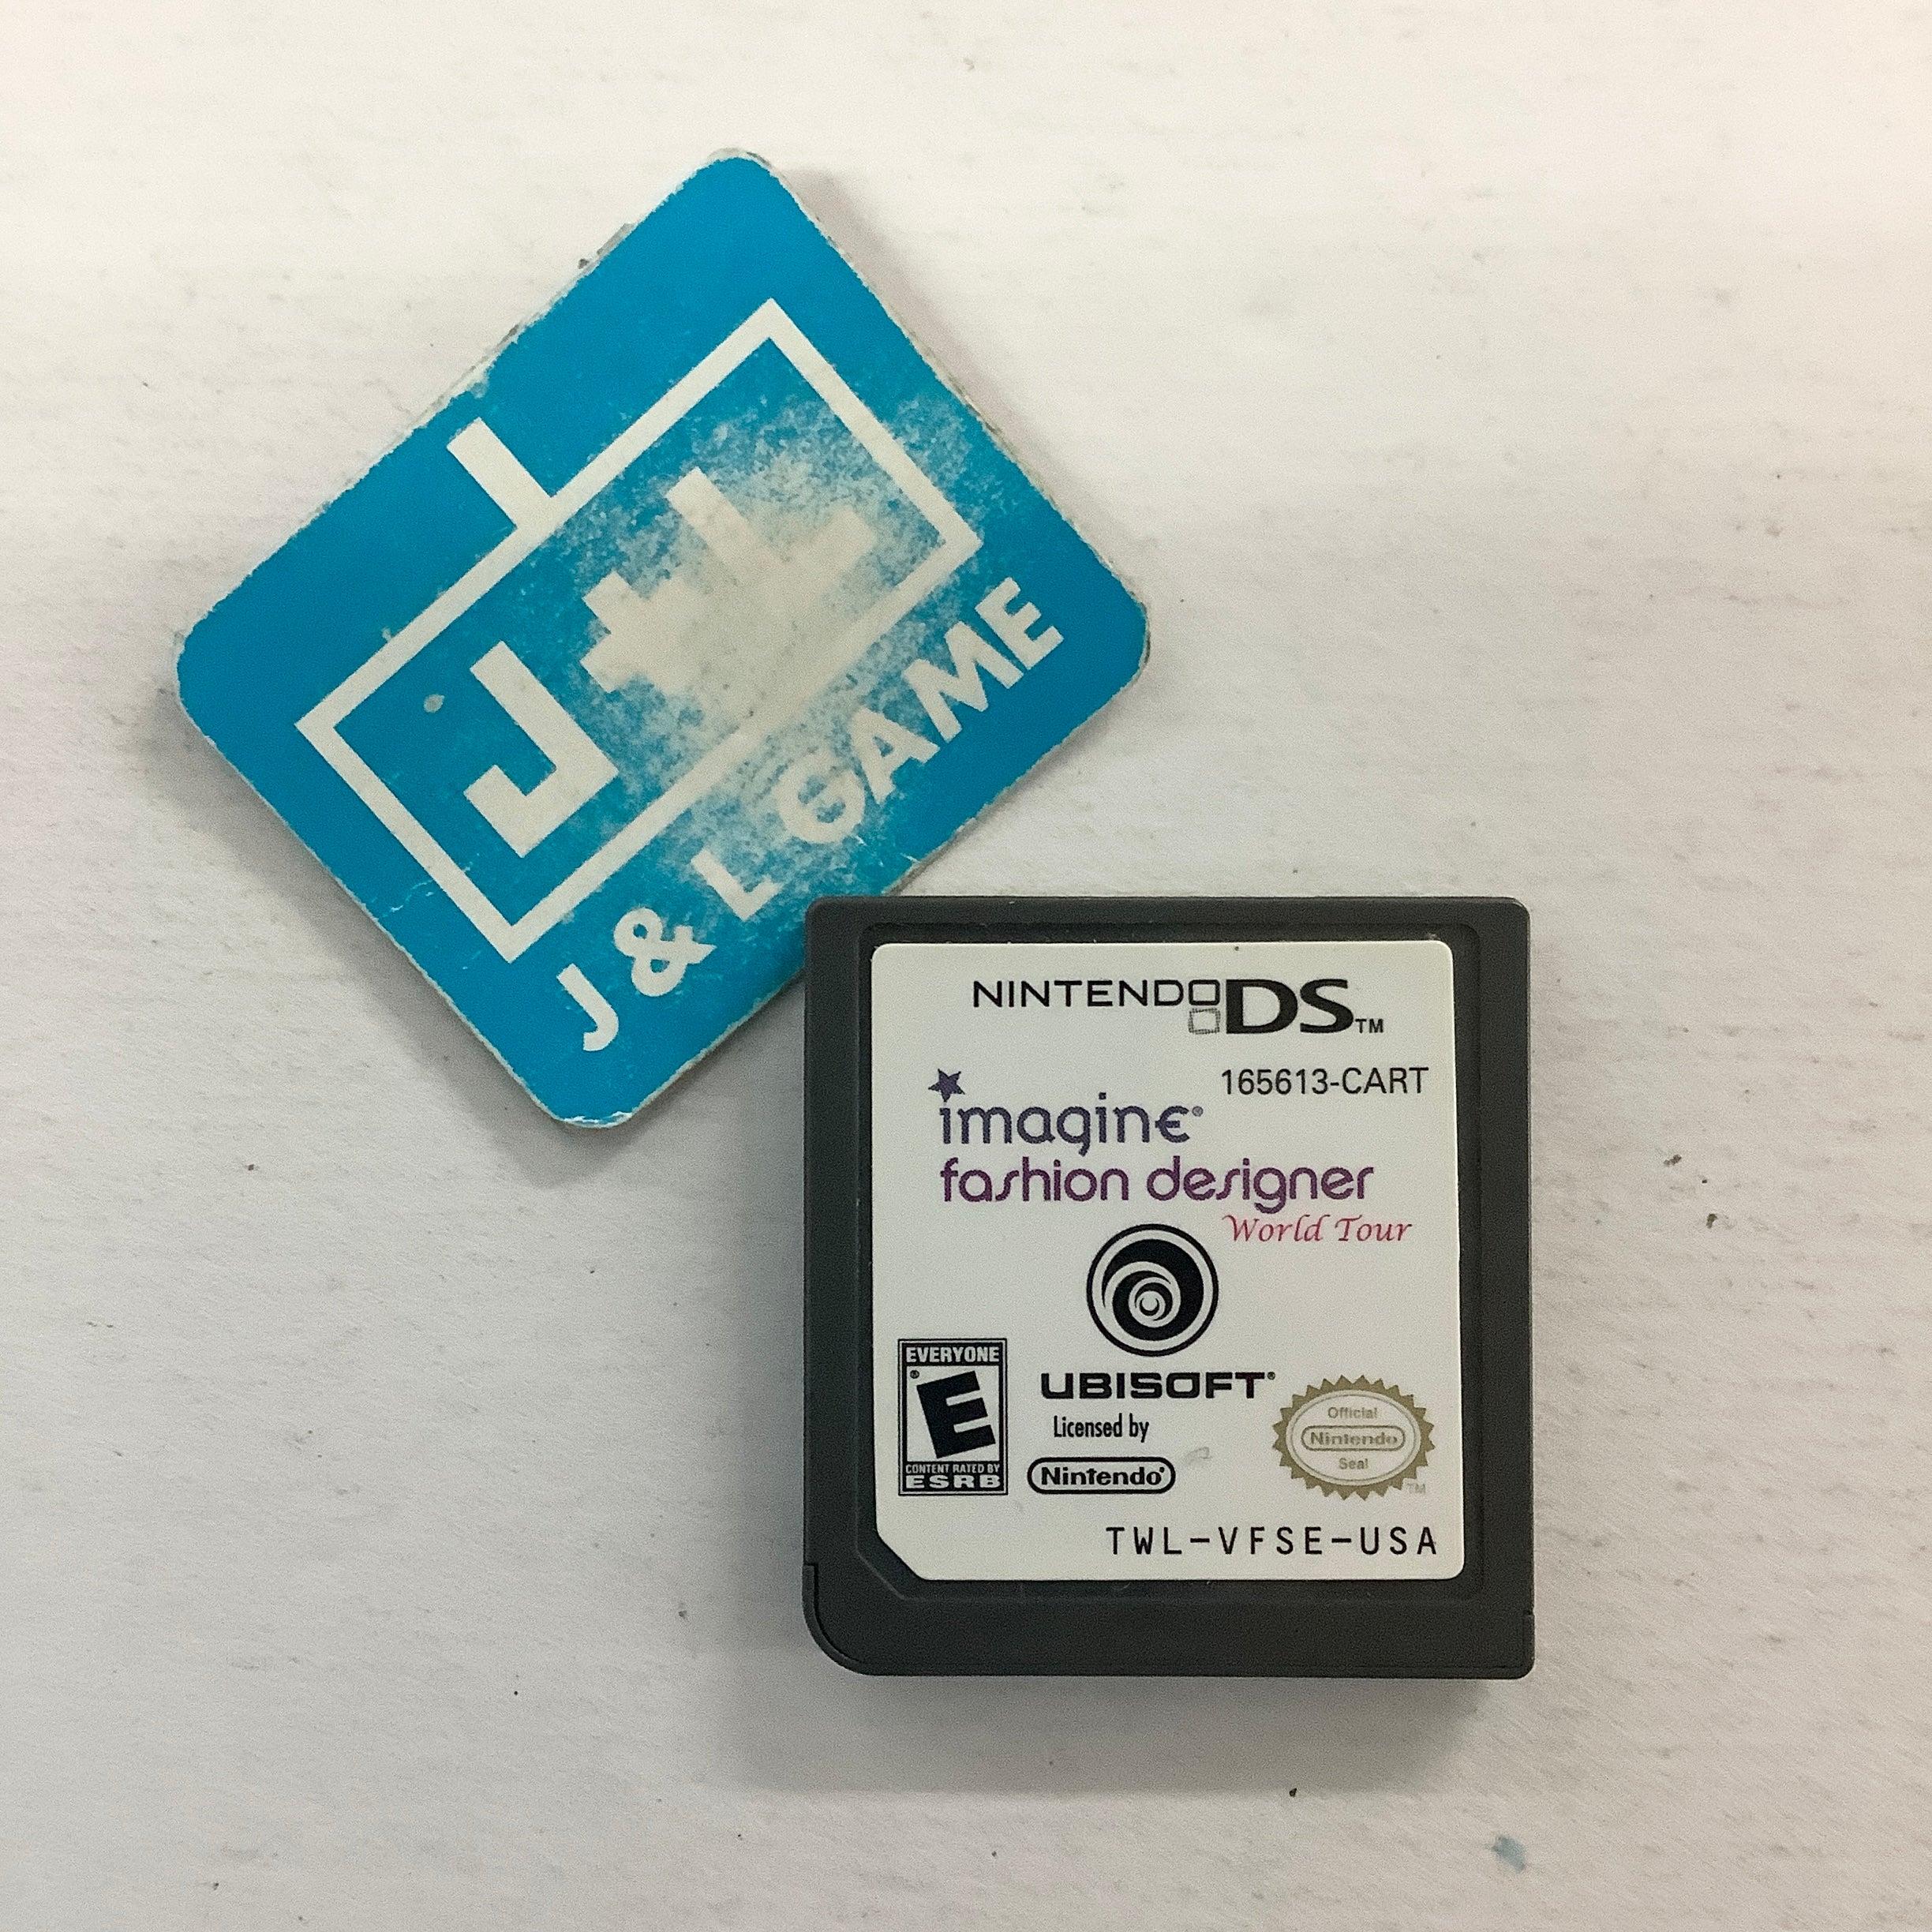 J+L
J & L GAME
NINTENDO DS™
165613-CART
imagine®
fashion designer
World Tour
EVERYONE
E®
CONTENT RATED BY
ESRB
UBISOFT®
Licensed by
Nintendo®
Official
Nintendo
Seal
TM
TWL-VFSE-USA